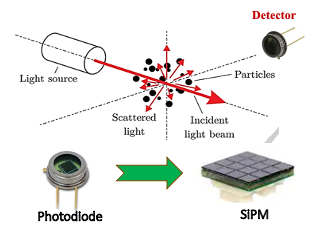 Detector
Light source
Particles
Scattered
light
Incident
light beam
Photodiode
SiPM